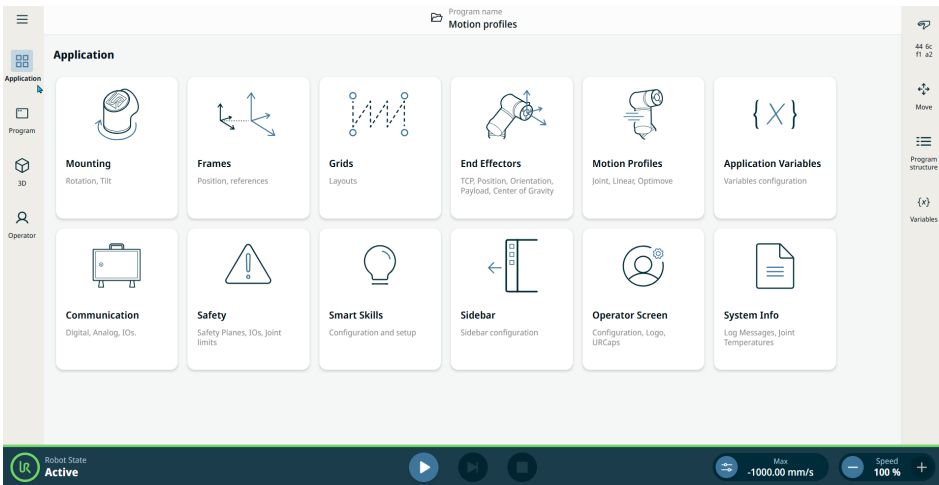 Program name
Motion profiles
Application
44 6c
f1 a2
Application
Program
3D
Operator
Move
Program
structure
{x}
Variables
Mounting
Rotation, Tilt
Frames
Position, references
Grids
Layouts
End Effectors
TCP, Position, Orientation,
Payload, Center of Gravity
Motion Profiles
Joint, Linear, Optimove
{X}
Application Variables
Variables configuration
Communication
Digital, Analog, IOs.
Safety
Safety Planes, IOs, Joint
limits
Smart Skills
Configuration and setup
Sidebar
Sidebar configuration
Operator Screen
Configuration, Logo,
URCaps
System Info
Log Messages, Joint
Temperatures
UR
Robot State
Active
Max
-1000.00 mm/s
Speed
100 %